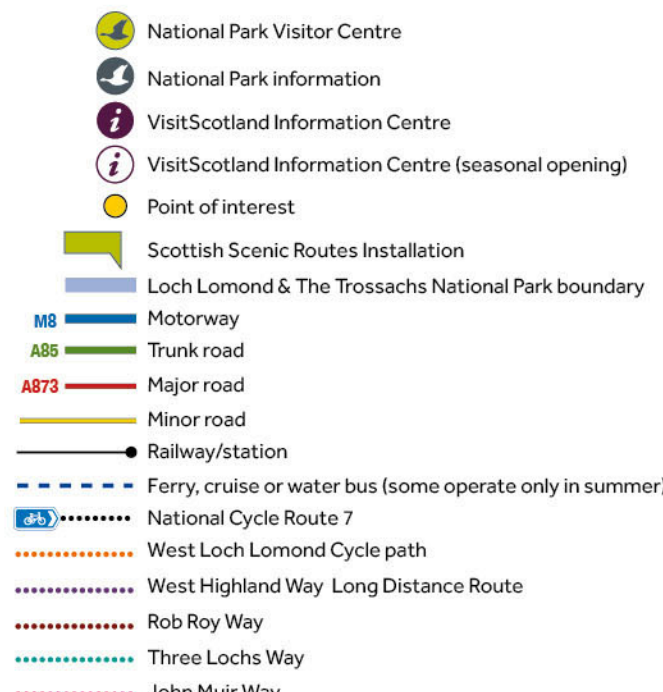 National Park Visitor Centre
National Park information
i VisitScotland Information Centre
i VisitScotland Information Centre (seasonal opening)
Point of interest
Scottish Scenic Routes Installation
Loch Lomond & The Trossachs National Park boundary
M8 Motorway
A85 Trunk road
A873 Major road
Minor road
Railway/station
Ferry, cruise or water bus (some operate only in summer)
National Cycle Route 7
West Loch Lomond Cycle path
West Highland Way Long Distance Route
Rob Roy Way
Three Lochs Way
John Muir Way